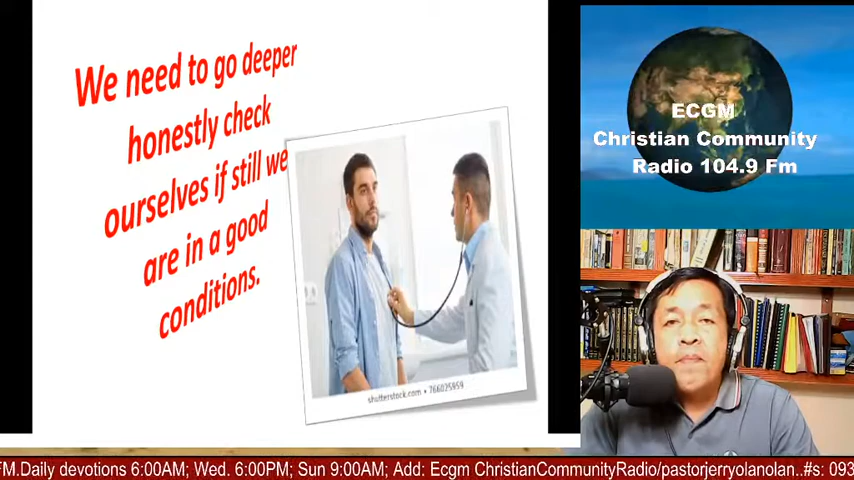 We need to go deeper
honestly check
ourselves if still we
are in a good
conditions.
shutterstock.com • 766025959
ECGM
Christian Community
Radio 104.9 Fm
FM.Daily devotions 6:00AM; Wed. 6:00PM; Sun 9:00AM; Add: Ecgm ChristianCommunityRadio/pastorjerryolanolan..#s: 093